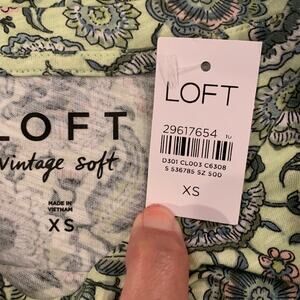 LOFT
Vintage Soft
MADE IN
VIETNAM
XS
LOFT
29617654
D301 CL003 C6308
S 536785 SZ 500
XS